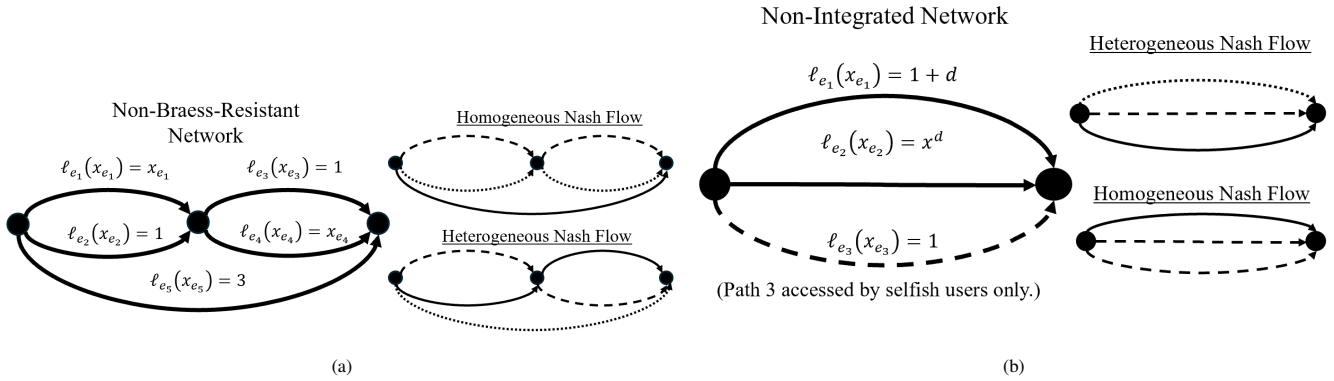 Non-Braess-Resistant
Network
ℓ_{e_1}(x_{e_1}) = x_{e_1}
ℓ_{e_3}(x_{e_3}) = 1
ℓ_{e_2}(x_{e_2}) = 1
ℓ_{e_4}(x_{e_4}) = x_{e_4}
ℓ_{e_5}(x_{e_5}) = 3
Homogeneous Nash Flow
Heterogeneous Nash Flow
(a)
Non-Integrated Network
ℓ_{e_1}(x_{e_1}) = 1 + d
ℓ_{e_2}(x_{e_2}) = x^d
ℓ_{e_3}(x_{e_3}) = 1
(Path 3 accessed by selfish users only.)
Heterogeneous Nash Flow
Homogeneous Nash Flow
(b)